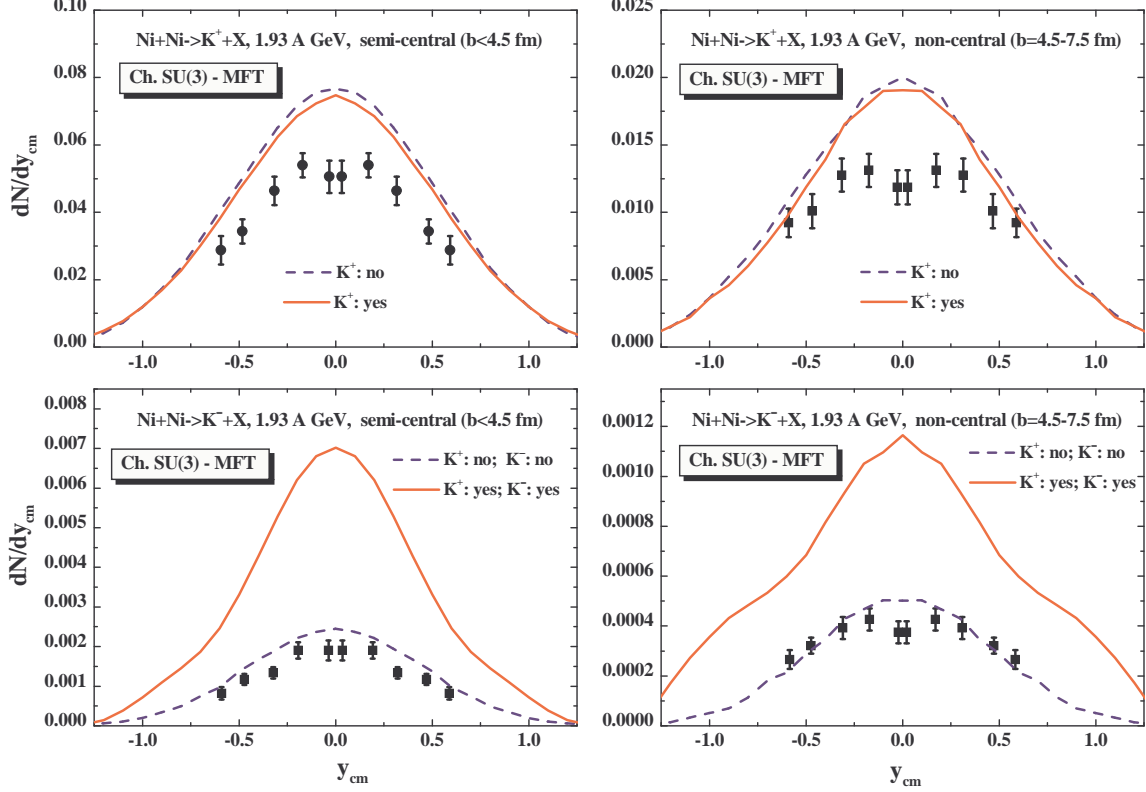 Ni+Ni->K⁺+X, 1.93 A GeV, semi-central (b<4.5 fm)
Ch. SU(3) - MFT
K⁺: no
K⁺: yes
dN/dy_cm
0.10
0.08
0.06
0.04
0.02
0.00
-1.0 -0.5 0.0 0.5 1.0
Ni+Ni->K⁺+X, 1.93 A GeV, non-central (b=4.5-7.5 fm)
Ch. SU(3) - MFT
K⁺: no
K⁺: yes
0.025
0.020
0.015
0.010
0.005
0.000
-1.0 -0.5 0.0 0.5 1.0
Ni+Ni->K⁻+X, 1.93 A GeV, semi-central (b<4.5 fm)
Ch. SU(3) - MFT
K⁺: no; K⁻: no
K⁺: yes; K⁻: yes
dN/dy_cm
0.008
0.007
0.006
0.005
0.004
0.003
0.002
0.001
0.000
-1.0 -0.5 0.0 0.5 1.0
y_cm
Ni+Ni->K⁻+X, 1.93 A GeV, non-central (b=4.5-7.5 fm)
Ch. SU(3) - MFT
K⁺: no; K⁻: no
K⁺: yes; K⁻: yes
0.0012
0.0010
0.0008
0.0006
0.0004
0.0002
0.0000
-1.0 -0.5 0.0 0.5 1.0
y_cm